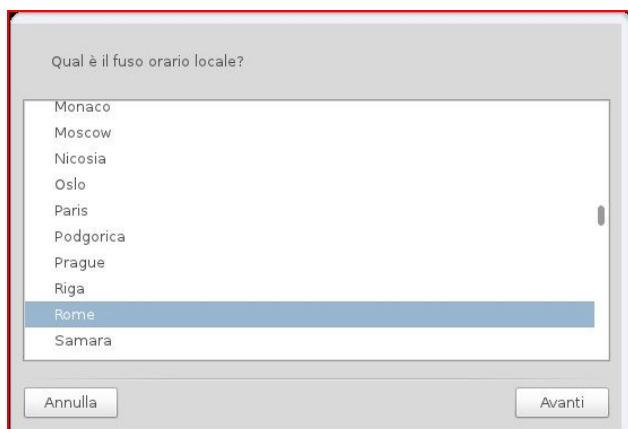 Qual è il fuso orario locale?
Monaco
Moscow
Nicosia
Oslo
Paris
Podgorica
Prague
Riga
Rome
Samara
Annulla
Avanti